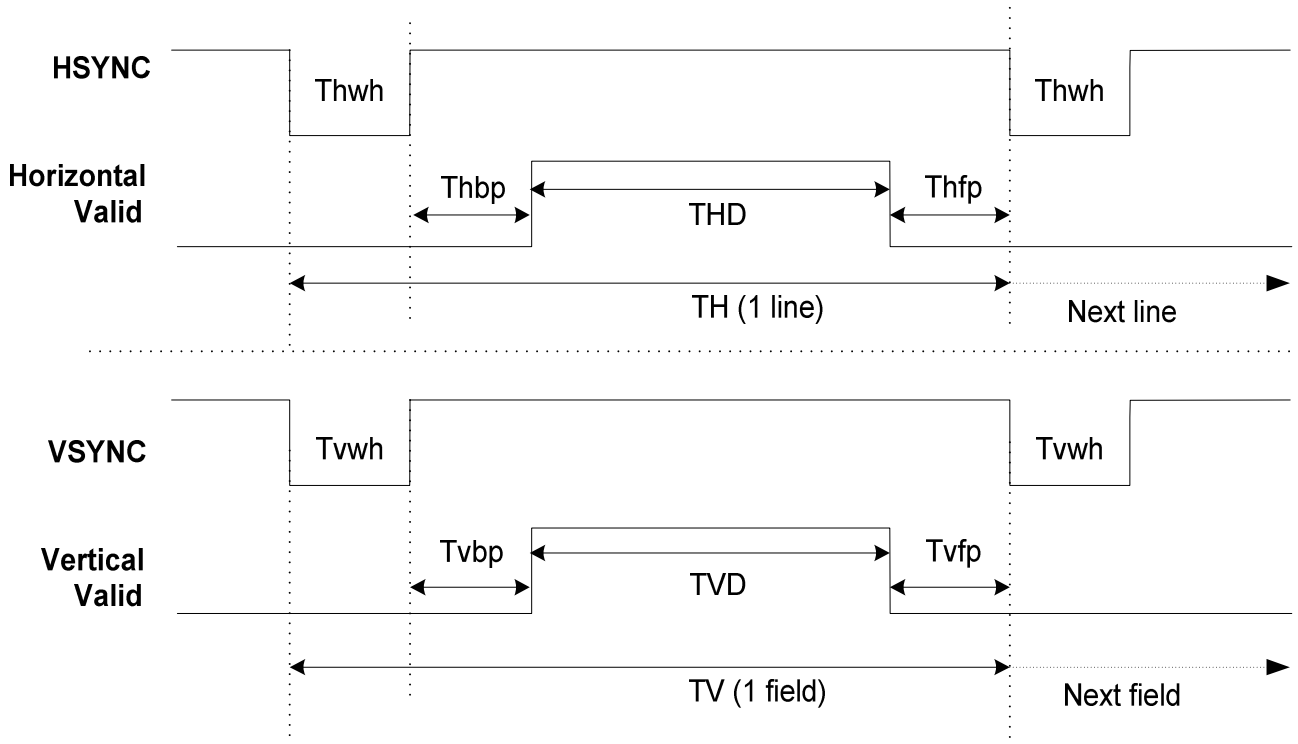 HSYNC
Thwh
Thwh
Horizontal
Valid
Thbp
THD
Thfp
TH (1 line)
Next line
VSYNC
Tvwh
Tvwh
Vertical
Valid
Tvbp
TVD
Tvfp
TV (1 field)
Next field